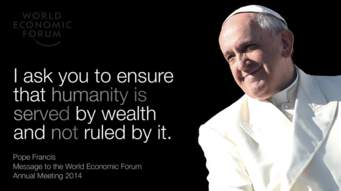 WORLD
ECONOMIC
FORUM
I ask you to ensure
that humanity is
served by wealth
and not ruled by it.
Pope Francis
Message to the World Economic Forum
Annual Meeting 2014